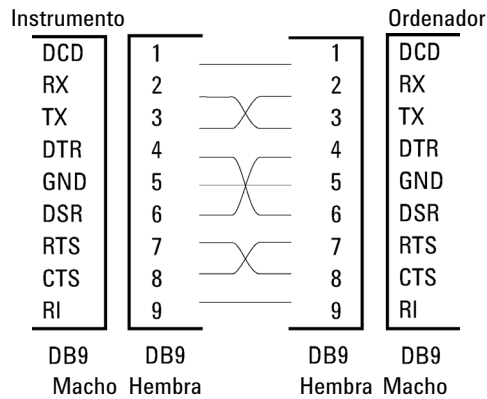 Instrumento Ordenador
DCD 1 1 DCD
RX 2 2 RX
TX 3 3 TX
DTR 4 4 DTR
GND 5 5 GND
DSR 6 6 DSR
RTS 7 7 RTS
CTS 8 8 CTS
RI 9 9 RI
DB9 DB9 DB9 DB9
Macho Hembra Hembra Macho